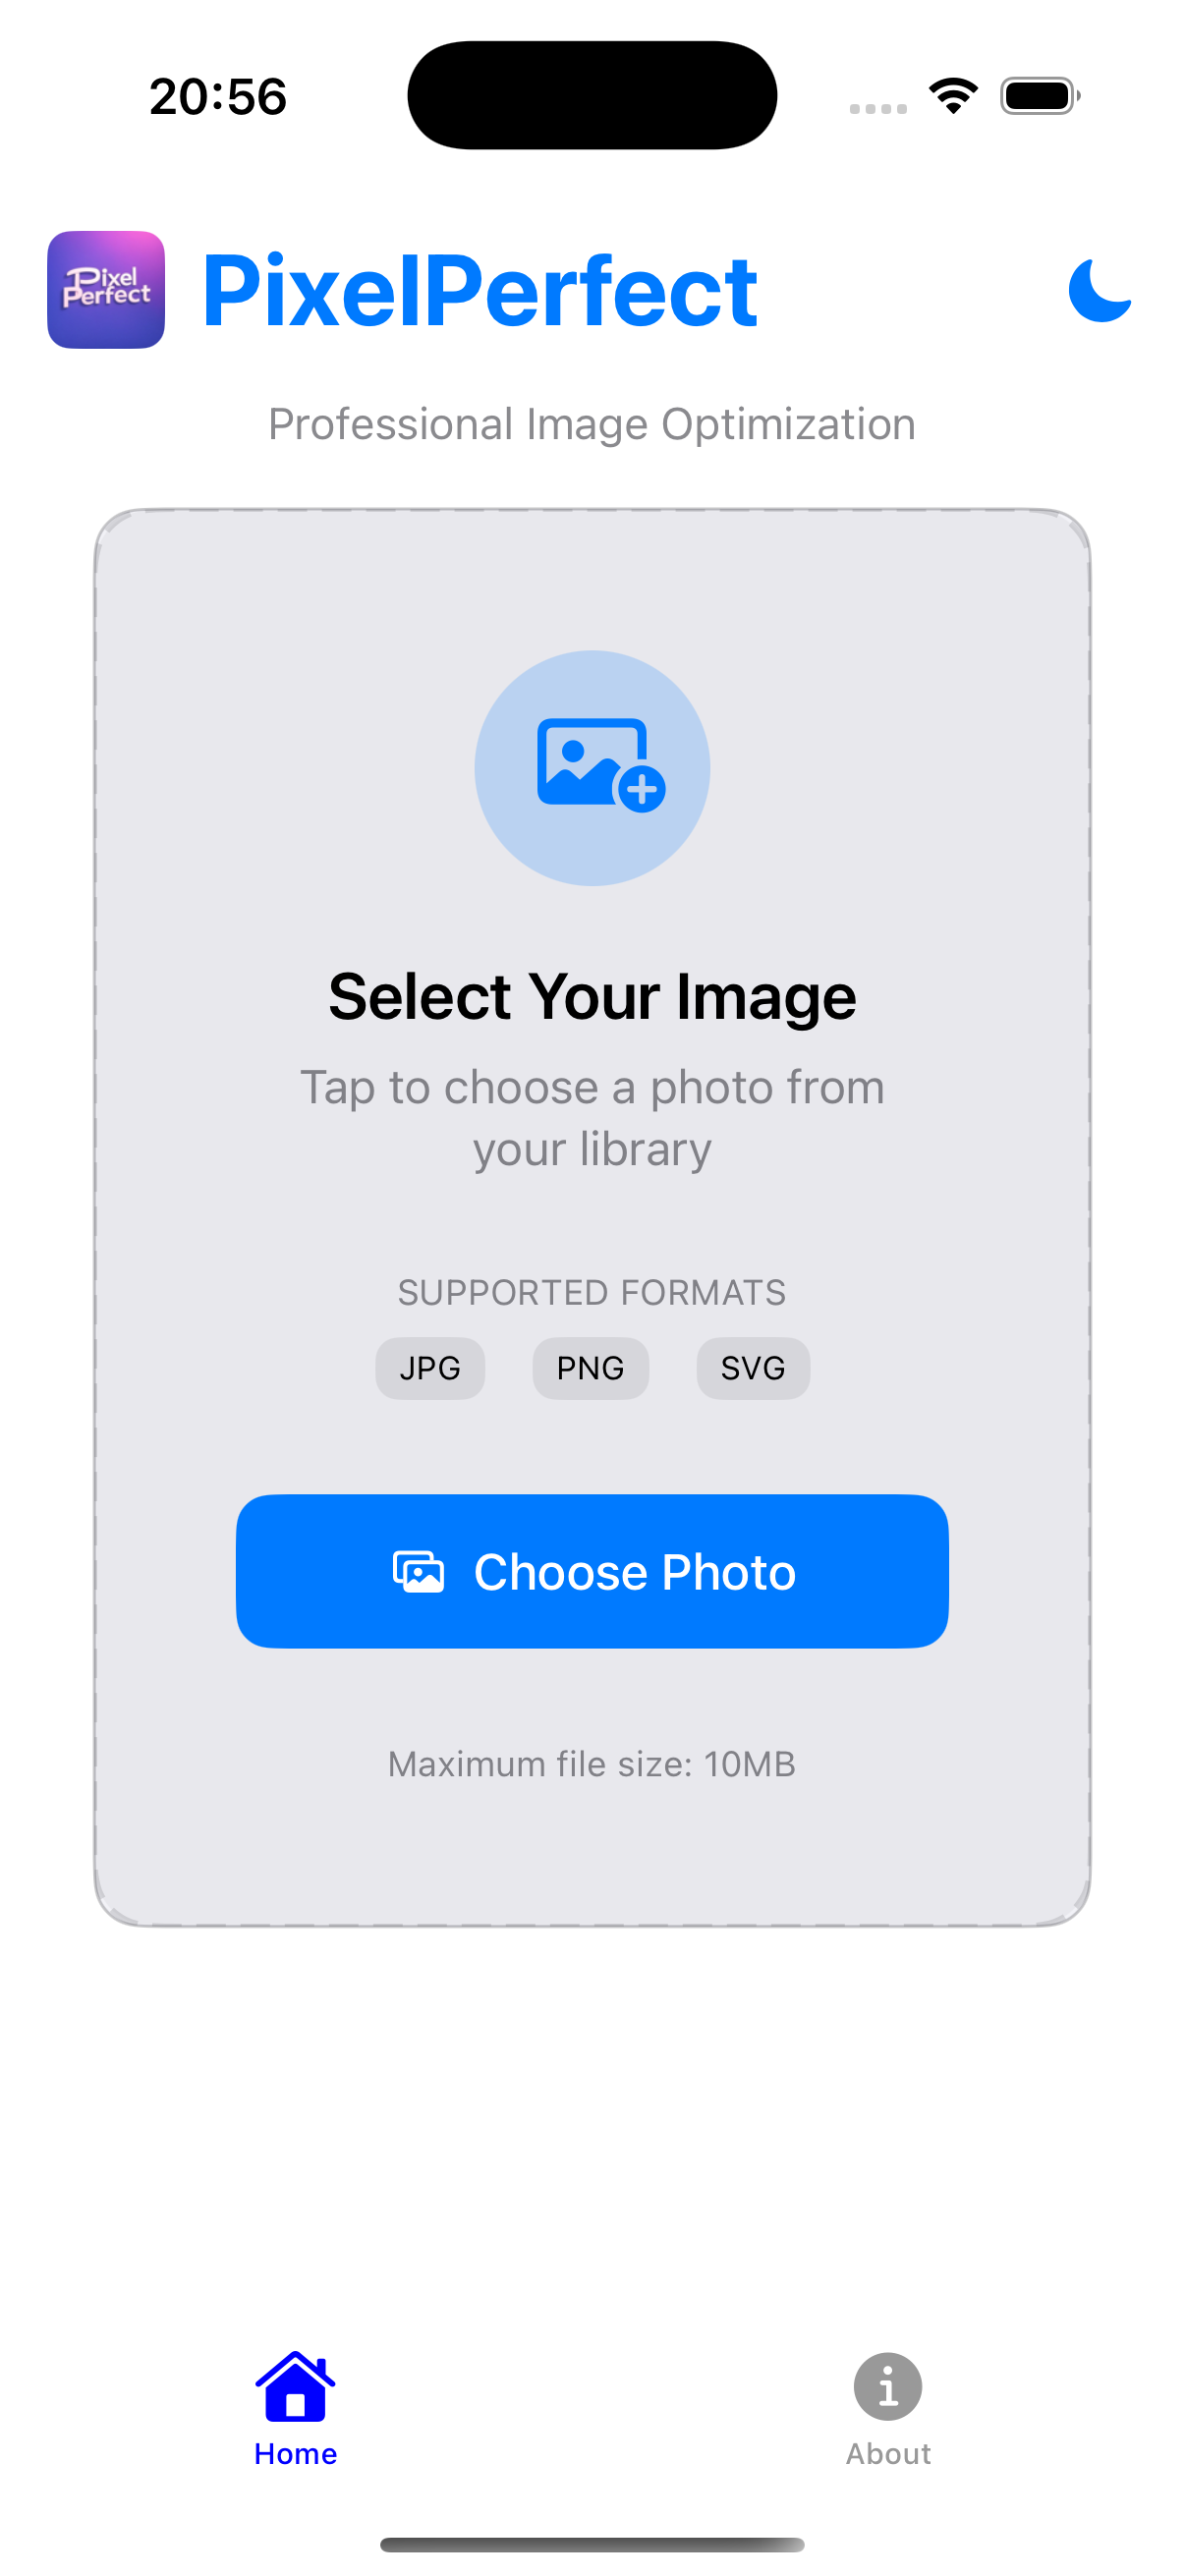 20:56
Pixel
Perfect
PixelPerfect
Professional Image Optimization
Select Your Image
Tap to choose a photo from
your library
SUPPORTED FORMATS
JPG PNG SVG
Choose Photo
Maximum file size: 10MB
Home About